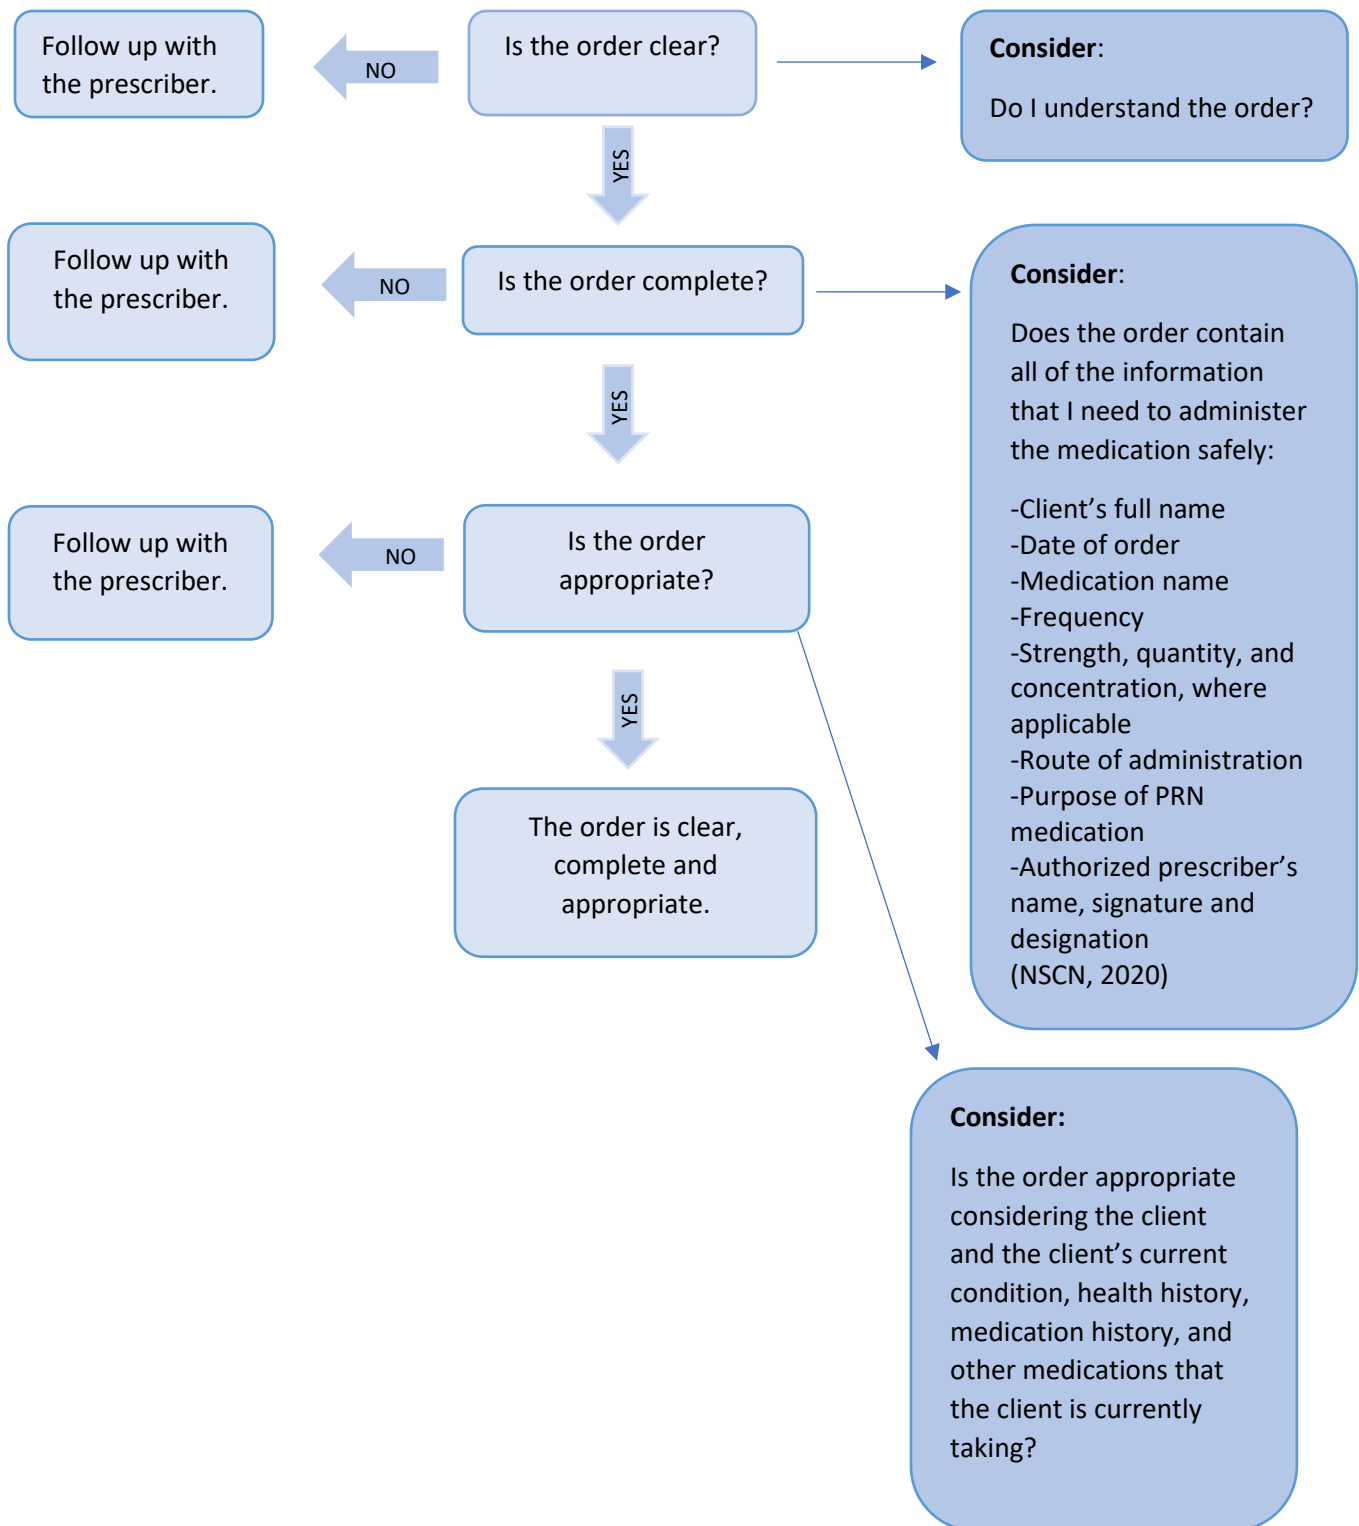 Is the order clear?
NO
Follow up with
the prescriber.
Consider:
Do I understand the order?
YES
Is the order complete?
NO
Follow up with
the prescriber.
Consider:
Does the order contain
all of the information
that I need to administer
the medication safely:
-Client’s full name
-Date of order
-Medication name
-Frequency
-Strength, quantity, and
concentration, where
applicable
-Route of administration
-Purpose of PRN
medication
-Authorized prescriber’s
name, signature and
designation
(NSCN, 2020)
YES
Is the order
appropriate?
NO
Follow up with
the prescriber.
YES
The order is clear,
complete and
appropriate.
Consider:
Is the order appropriate
considering the client
and the client’s current
condition, health history,
medication history, and
other medications that
the client is currently
taking?